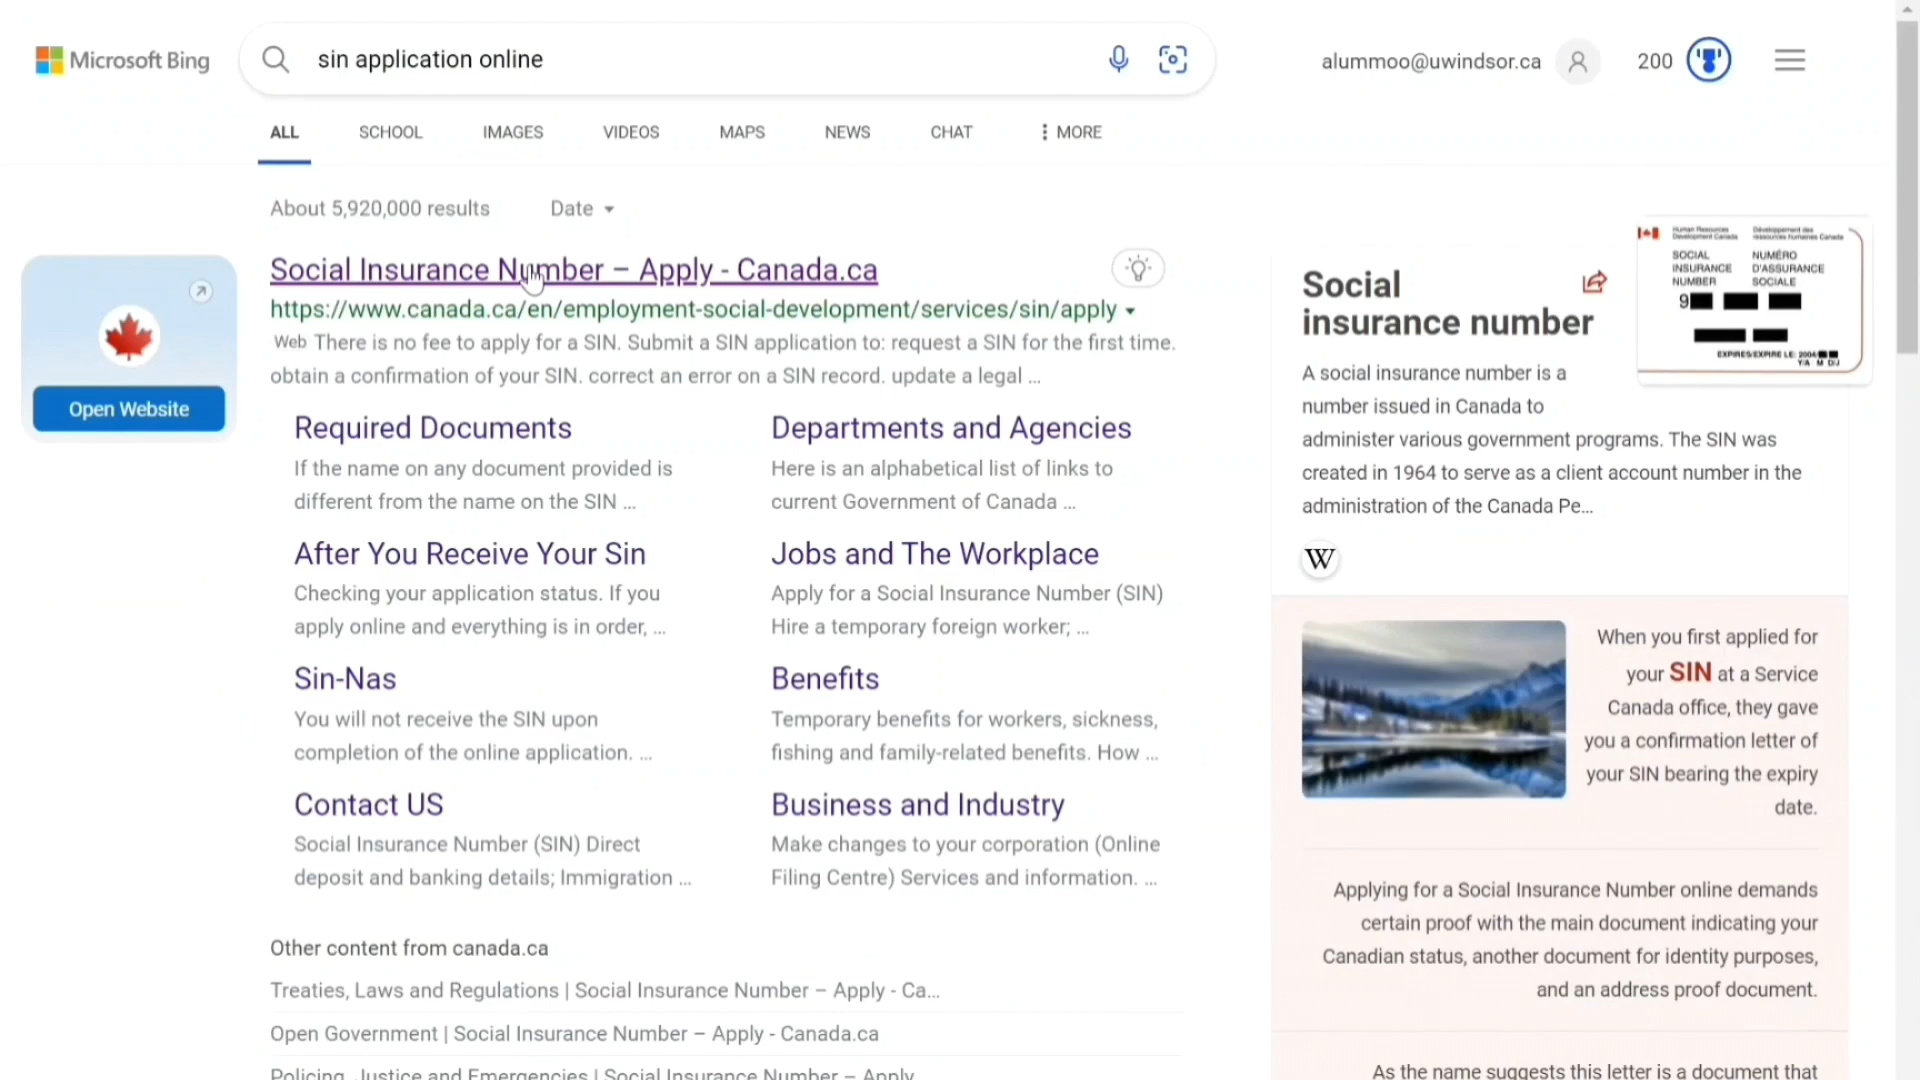 Microsoft Bing
sin application online
alummoo@uwindsor.ca
200
ALL
SCHOOL
IMAGES
VIDEOS
MAPS
NEWS
CHAT
MORE
About 5,920,000 results
Date
Open Website
Social Insurance Number – Apply - Canada.ca
https://www.canada.ca/en/employment-social-development/services/sin/apply
Web There is no fee to apply for a SIN. Submit a SIN application to: request a SIN for the first time.
obtain a confirmation of your SIN. correct an error on a SIN record. update a legal ...
Required Documents
If the name on any document provided is
different from the name on the SIN ...
Departments and Agencies
Here is an alphabetical list of links to
current Government of Canada ...
After You Receive Your Sin
Checking your application status. If you
apply online and everything is in order, ...
Jobs and The Workplace
Apply for a Social Insurance Number (SIN)
Hire a temporary foreign worker; ...
Sin-Nas
You will not receive the SIN upon
completion of the online application. ...
Benefits
Temporary benefits for workers, sickness,
fishing and family-related benefits. How ...
Contact US
Social Insurance Number (SIN) Direct
deposit and banking details; Immigration ...
Business and Industry
Make changes to your corporation (Online
Filing Centre) Services and information. ...
Other content from canada.ca
Treaties, Laws and Regulations | Social Insurance Number – Apply - Ca...
Open Government | Social Insurance Number – Apply - Canada.ca
Policing, Justice and Emergencies | Social Insurance Number – Apply
Social
insurance number
Human Resources
Development Canada
Développement des
ressources humaines Canada
SOCIAL
INSURANCE
NUMBER
NUMÉRO
D'ASSURANCE
SOCIALE
9
EXPIRES/EXPIRE LE: 2004/
Y/A M D/J
A social insurance number is a
number issued in Canada to
administer various government programs. The SIN was
created in 1964 to serve as a client account number in the
administration of the Canada Pe...
W
When you first applied for
your SIN at a Service
Canada office, they gave
you a confirmation letter of
your SIN bearing the expiry
date.
Applying for a Social Insurance Number online demands
certain proof with the main document indicating your
Canadian status, another document for identity purposes,
and an address proof document.
As the name suggests this letter is a document that